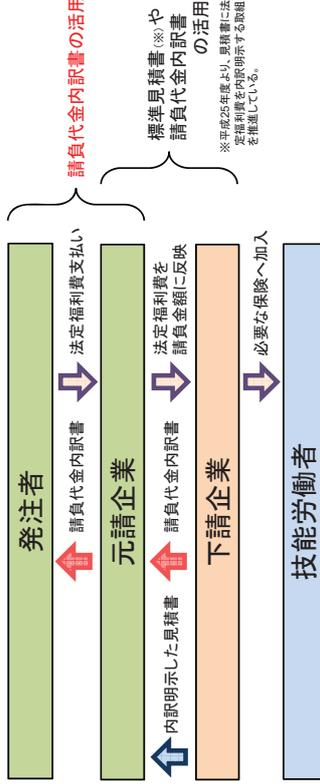 発注者
請負代金内訳書
法定福利費支払い
請負代金内訳書の活用
元請企業
内訳明示した見積書
請負代金内訳書
法定福利費を
請負金額に反映
標準見積書(※)や
請負代金内訳書
の活用
※平成25年度より、見積書に法
定福利費を内訳明示する取組
を推進している。
下請企業
必要な保険へ加入
技能労働者